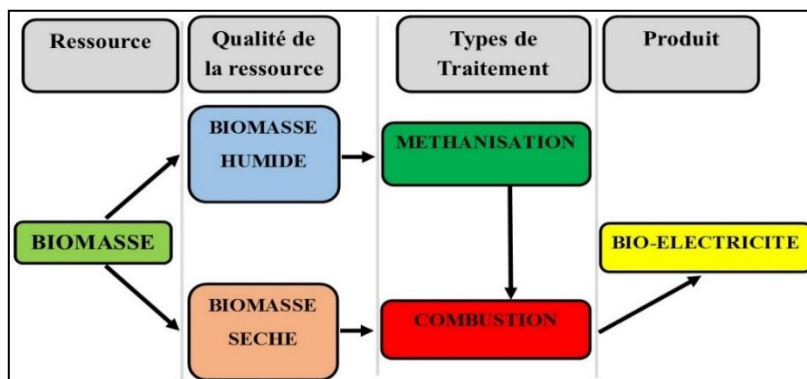 Ressource
Qualité de
la ressource
Types de
Traitement
Produit
BIOMASSE
HUMIDE
METHANISATION
BIOMASSE
BIO-ELECTRICITE
BIOMASSE
SECHE
COMBUSTION